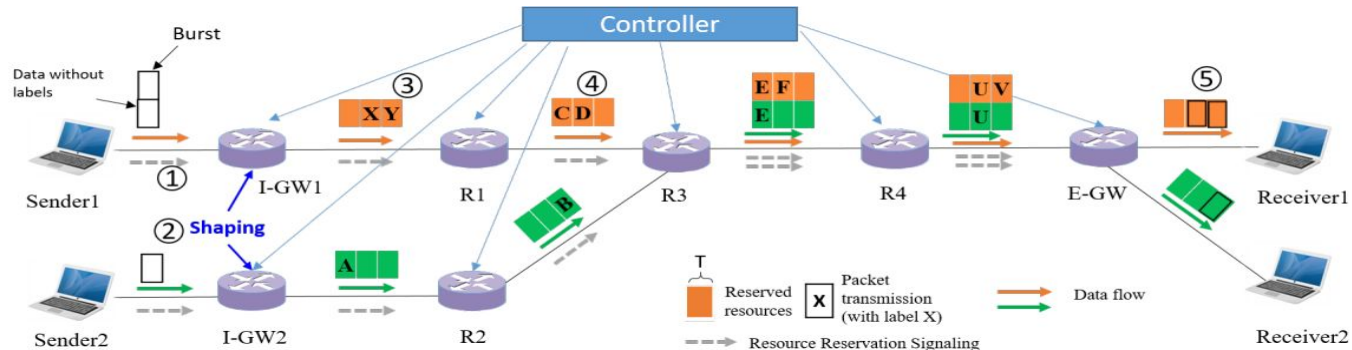 Controller
Burst
Data without
labels
③
④
⑤
X Y
C D
E F
E
U V
U
①
I-GW1
R1
R3
R4
E-GW
Receiver1
Sender1
②
Shaping
B
A
T
Reserved
resources
X
Packet
transmission
(with label X)
Data flow
Sender2
I-GW2
R2
Resource Reservation Signaling
Receiver2